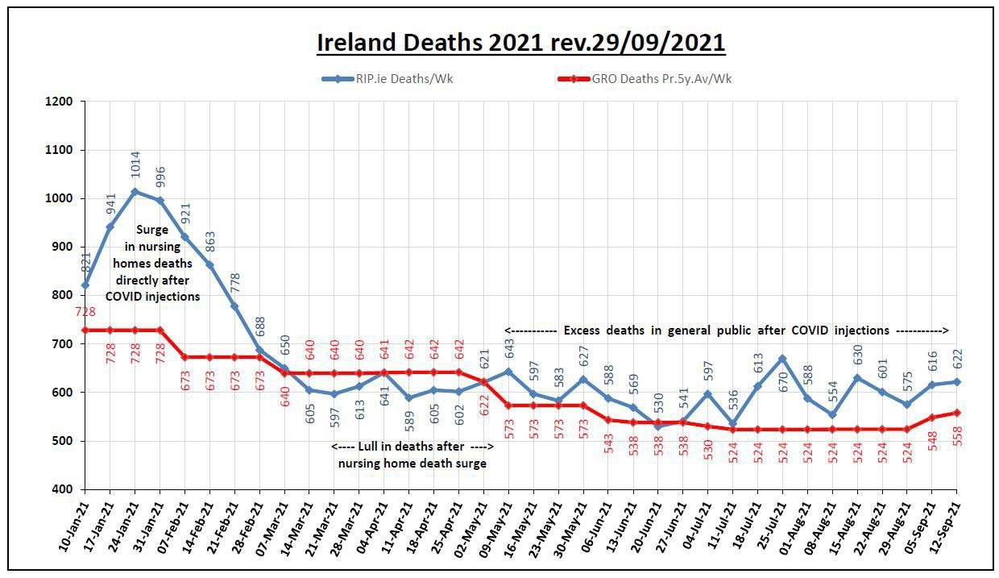 Ireland Deaths 2021 rev.29/09/2021
RIP.ie Deaths/Wk
GRO Deaths Pr.5y.Av/Wk
1200
1100
1000
900
800
700
600
500
400
821
941
1014
996
921
863
778
688
650
605
597
613
641
589
605
602
621
643
597
583
627
588
569
530
541
597
536
613
670
588
554
630
601
575
616
622
728
728
728
728
673
673
673
673
640
640
640
640
641
642
642
642
622
573
573
573
573
543
538
538
538
530
524
524
524
524
524
524
524
524
548
558
Surge
in nursing
homes deaths
directly after
COVID injections
<---- Lull in deaths after ---->
nursing home death surge
<----------- Excess deaths in general public after COVID injections ----------->
10-Jan-21
17-Jan-21
24-Jan-21
31-Jan-21
07-Feb-21
14-Feb-21
21-Feb-21
28-Feb-21
07-Mar-21
14-Mar-21
21-Mar-21
28-Mar-21
04-Apr-21
11-Apr-21
18-Apr-21
25-Apr-21
02-May-21
09-May-21
16-May-21
23-May-21
30-May-21
06-Jun-21
13-Jun-21
20-Jun-21
27-Jun-21
04-Jul-21
11-Jul-21
18-Jul-21
25-Jul-21
01-Aug-21
08-Aug-21
15-Aug-21
22-Aug-21
29-Aug-21
05-Sep-21
12-Sep-21